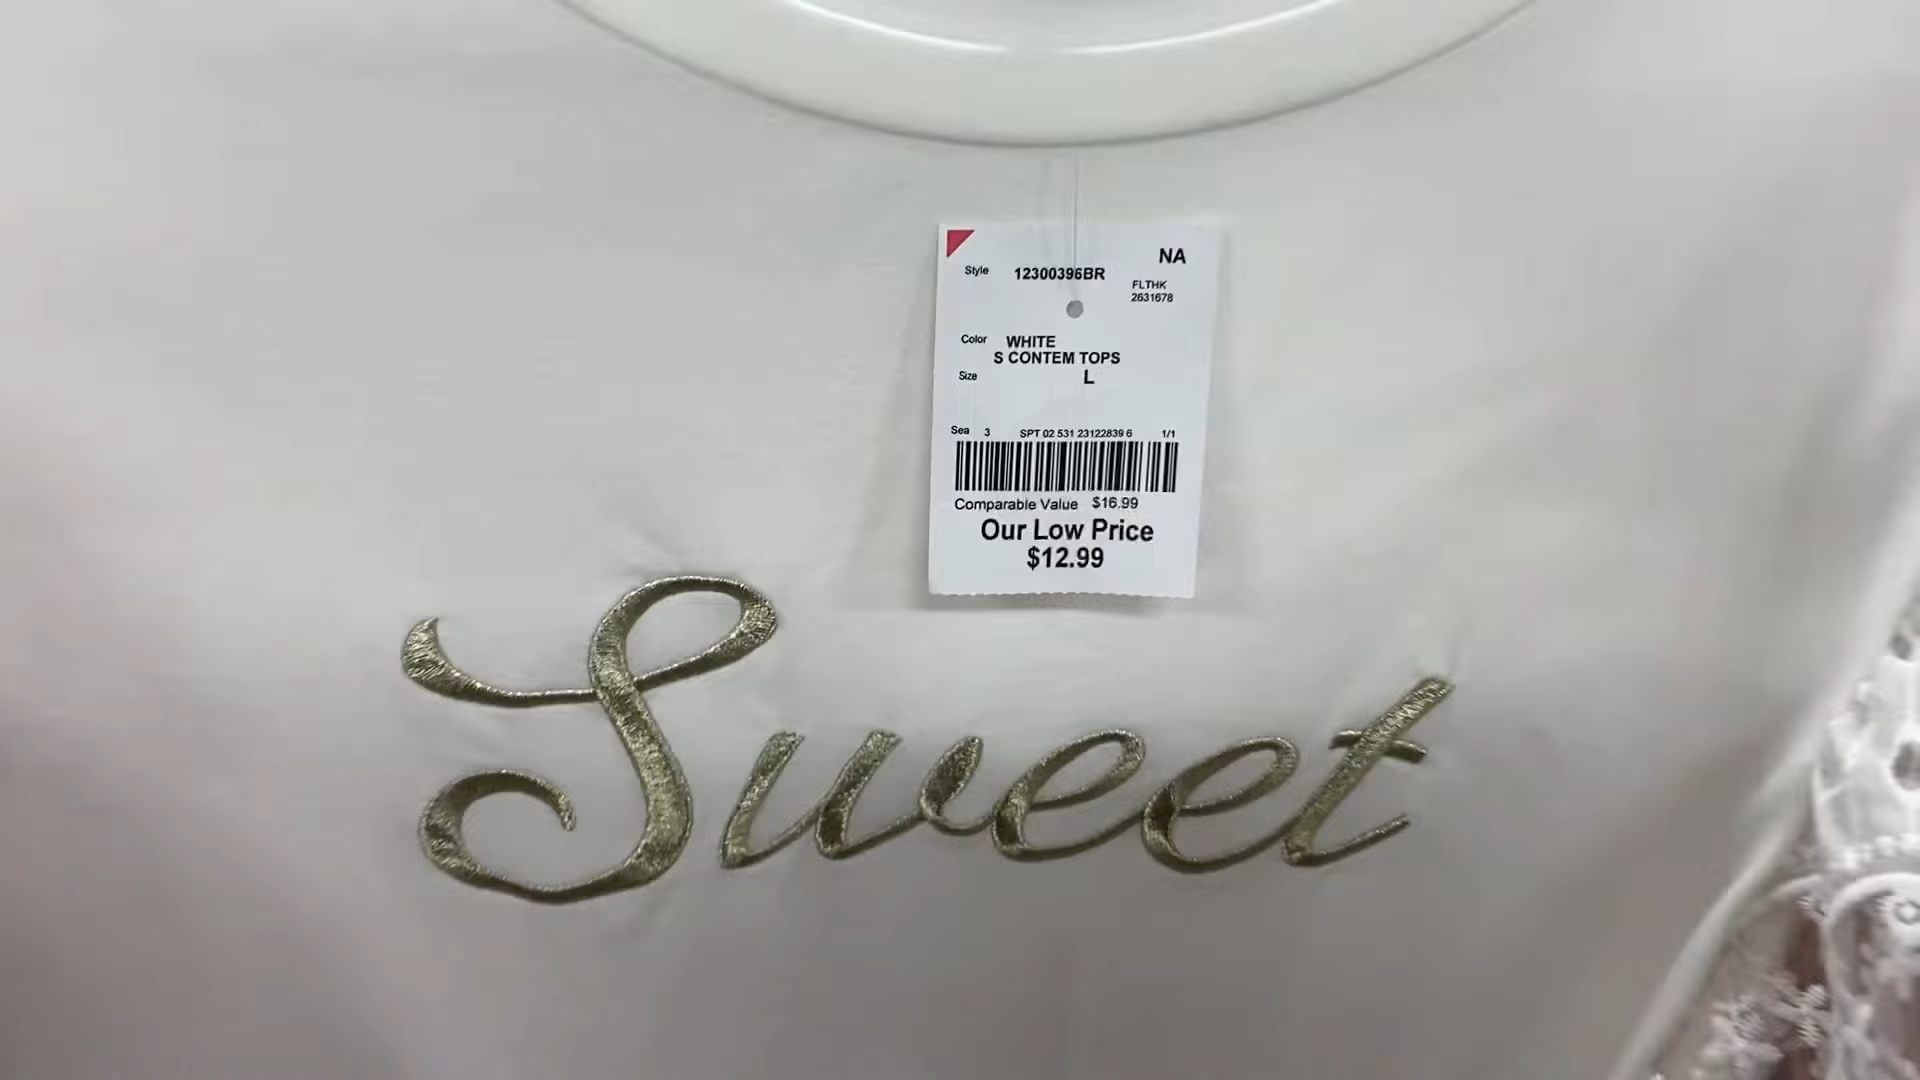 NA
Style 12300396BR
FLTHK
2631678
Color WHITE
S CONTEM TOPS
Size L
Sea 3 SPT 02 531 23122839 6 1/1
Comparable Value $16.99
Our Low Price
$12.99
Sweet